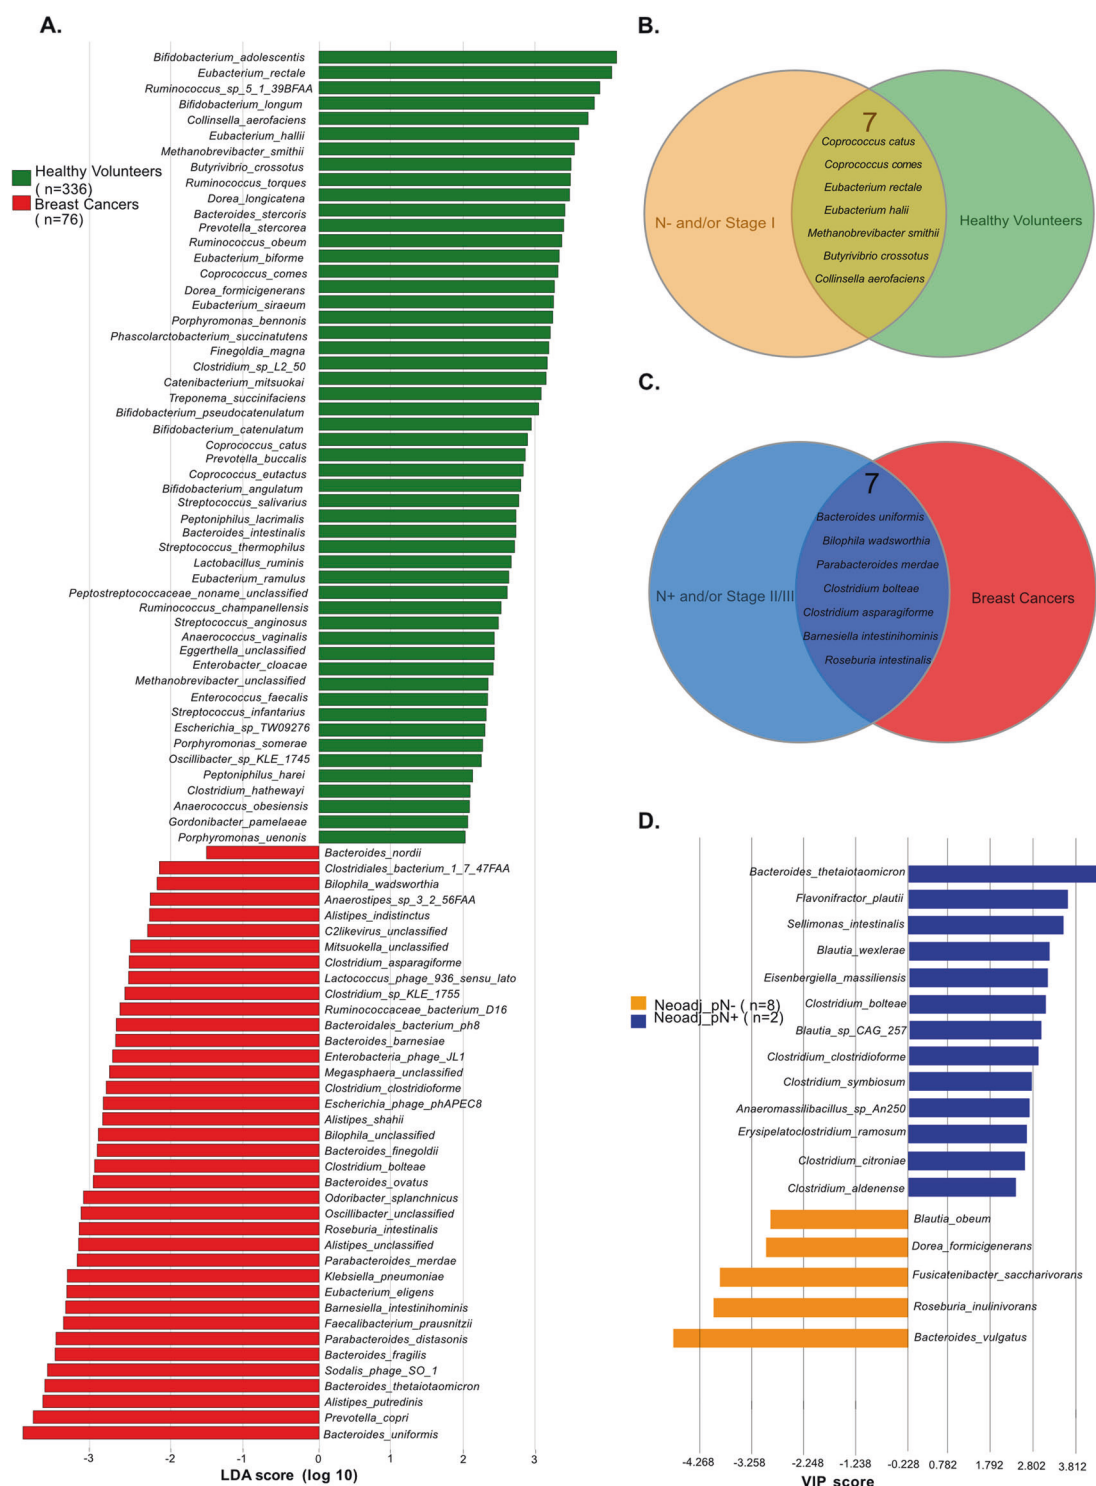 A.
Bifidobacterium_adolescentis
Eubacterium_rectale
Ruminococcus_sp_5_1_39BFAA
Bifidobacterium_longum
Collinsella_aerofaciens
Eubacterium_hallii
Methanobrevibacter_smithii
Butyrivibrio_crossotus
Ruminococcus_torques
Dorea_longicatena
Bacteroides_stercoris
Prevotella_stercorea
Ruminococcus_obeum
Eubacterium_biforme
Coprococcus_comes
Dorea_formicigenerans
Eubacterium_siraeum
Porphyromonas_bennonis
Phascolarctobacterium_succinatutens
Finegoldia_magna
Clostridium_sp_L2_50
Catenibacterium_mitsuokai
Treponema_succinifaciens
Bifidobacterium_pseudocatenulatum
Bifidobacterium_catenulatum
Coprococcus_catus
Prevotella_buccalis
Coprococcus_eutactus
Bifidobacterium_angulatum
Streptococcus_salivarius
Peptoniphilus_lacrimalis
Bacteroides_intestinalis
Streptococcus_thermophilus
Lactobacillus_ruminis
Eubacterium_ramulus
Peptostreptococcaceae_noname_unclassified
Ruminococcus_champanellensis
Streptococcus_anginosus
Anaerococcus_vaginalis
Eggerthella_unclassified
Enterobacter_cloacae
Methanobrevibacter_unclassified
Enterococcus_faecalis
Streptococcus_infantarius
Escherichia_sp_TW09276
Porphyromonas_somerae
Oscillibacter_sp_KLE_1745
Peptoniphilus_harei
Clostridium_hathewayi
Anaerococcus_obesiensis
Gordonibacter_pamelaeae
Porphyromonas_uenonis
Bacteroides_nordii
Clostridiales_bacterium_1_7_47FAA
Bilophila_wadsworthia
Anaerostipes_sp_3_2_56FAA
Alistipes_indistinctus
C2likevirus_unclassified
Mitsuokella_unclassified
Clostridium_asparagiforme
Lactococcus_phage_936_sensu_lato
Clostridium_sp_KLE_1755
Ruminococcaceae_bacterium_D16
Bacteroidales_bacterium_ph8
Bacteroides_barnesiae
Enterobacteria_phage_JL1
Megasphaera_unclassified
Clostridium_clostridioforme
Escherichia_phage_phAPEC8
Alistipes_shahii
Bilophila_unclassified
Bacteroides_finegoldii
Clostridium_bolteae
Bacteroides_ovatus
Odoribacter_splanchnicus
Oscillibacter_unclassified
Roseburia_intestinalis
Alistipes_unclassified
Parabacteroides_merdae
Klebsiella_pneumoniae
Eubacterium_eligens
Barnesiella_intestinihominis
Faecalibacterium_prausnitzii
Parabacteroides_distasonis
Bacteroides_fragilis
Sodalis_phage_SO_1
Bacteroides_thetaiotaomicron
Alistipes_putredinis
Prevotella_copri
Bacteroides_uniformis
Healthy Volunteers
( n=336)
Breast Cancers
( n=76)
-3 -2 -1 0 1 2 3
LDA score (log 10)
B.
7
Coprococcus catus
Coprococcus comes
Eubacterium rectale
Eubacterium halii
Methanobrevibacter smithii
Butyrivibrio crossotus
Collinsella aerofaciens
N- and/or Stage I
Healthy Volunteers
C.
7
Bacteroides uniformis
Bilophila wadsworthia
Parabacteroides merdae
Clostridium bolteae
Clostridium asparagiforme
Barnesiella intestinihominis
Roseburia intestinalis
N+ and/or Stage II/III
Breast Cancers
D.
Bacteroides_thetaiotaomicron
Flavonifractor_plautii
Sellimonas_intestinalis
Blautia_wexlerae
Eisenbergiella_massiliensis
Clostridium_bolteae
Blautia_sp_CAG_257
Clostridium_clostridioforme
Clostridium_symbiosum
Anaeromassilibacillus_sp_An250
Erysipelatoclostridium_ramosum
Clostridium_citroniae
Clostridium_aldenense
Blautia_obeum
Dorea_formicigenerans
Fusicatenibacter_saccharivorans
Roseburia_inulinivorans
Bacteroides_vulgatus
Neoadj_pN- ( n=8)
Neoadj_pN+ ( n=2)
-4.268 -3.258 -2.248 -1.238 -0.228 0.782 1.792 2.802 3.812
VIP score